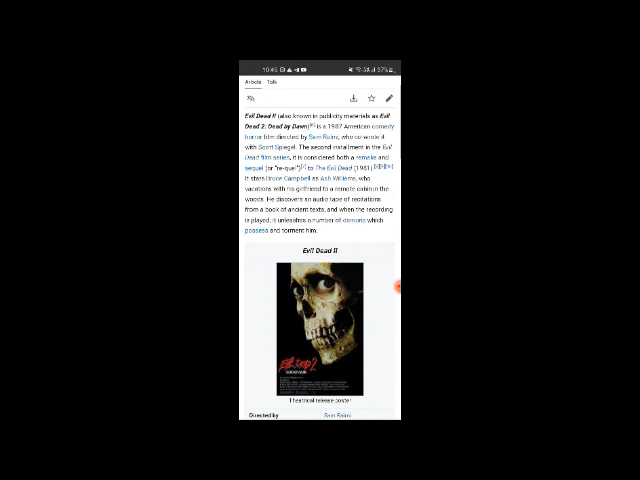 10:45
37%
Article Talk
Evil Dead II (also known in publicity materials as Evil
Dead 2: Dead by Dawn) is a 1987 American comedy
horror film directed by Sam Raimi, who co-wrote it
with Scott Spiegel. The second installment in the Evil
Dead film series, it is considered both a remake and
sequel (or "re-quel") to The Evil Dead (1981).
It stars Bruce Campbell as Ash Williams, who
vacations with his girlfriend to a remote cabin in the
woods. He discovers an audio tape of recitations
from a book of ancient texts, and when the recording
is played, it unleashes a number of demons which
possess and torment him.
Evil Dead II
EVIL DEAD 2
DEAD BY DAWN
Theatrical release poster
Directed by Sam Raimi